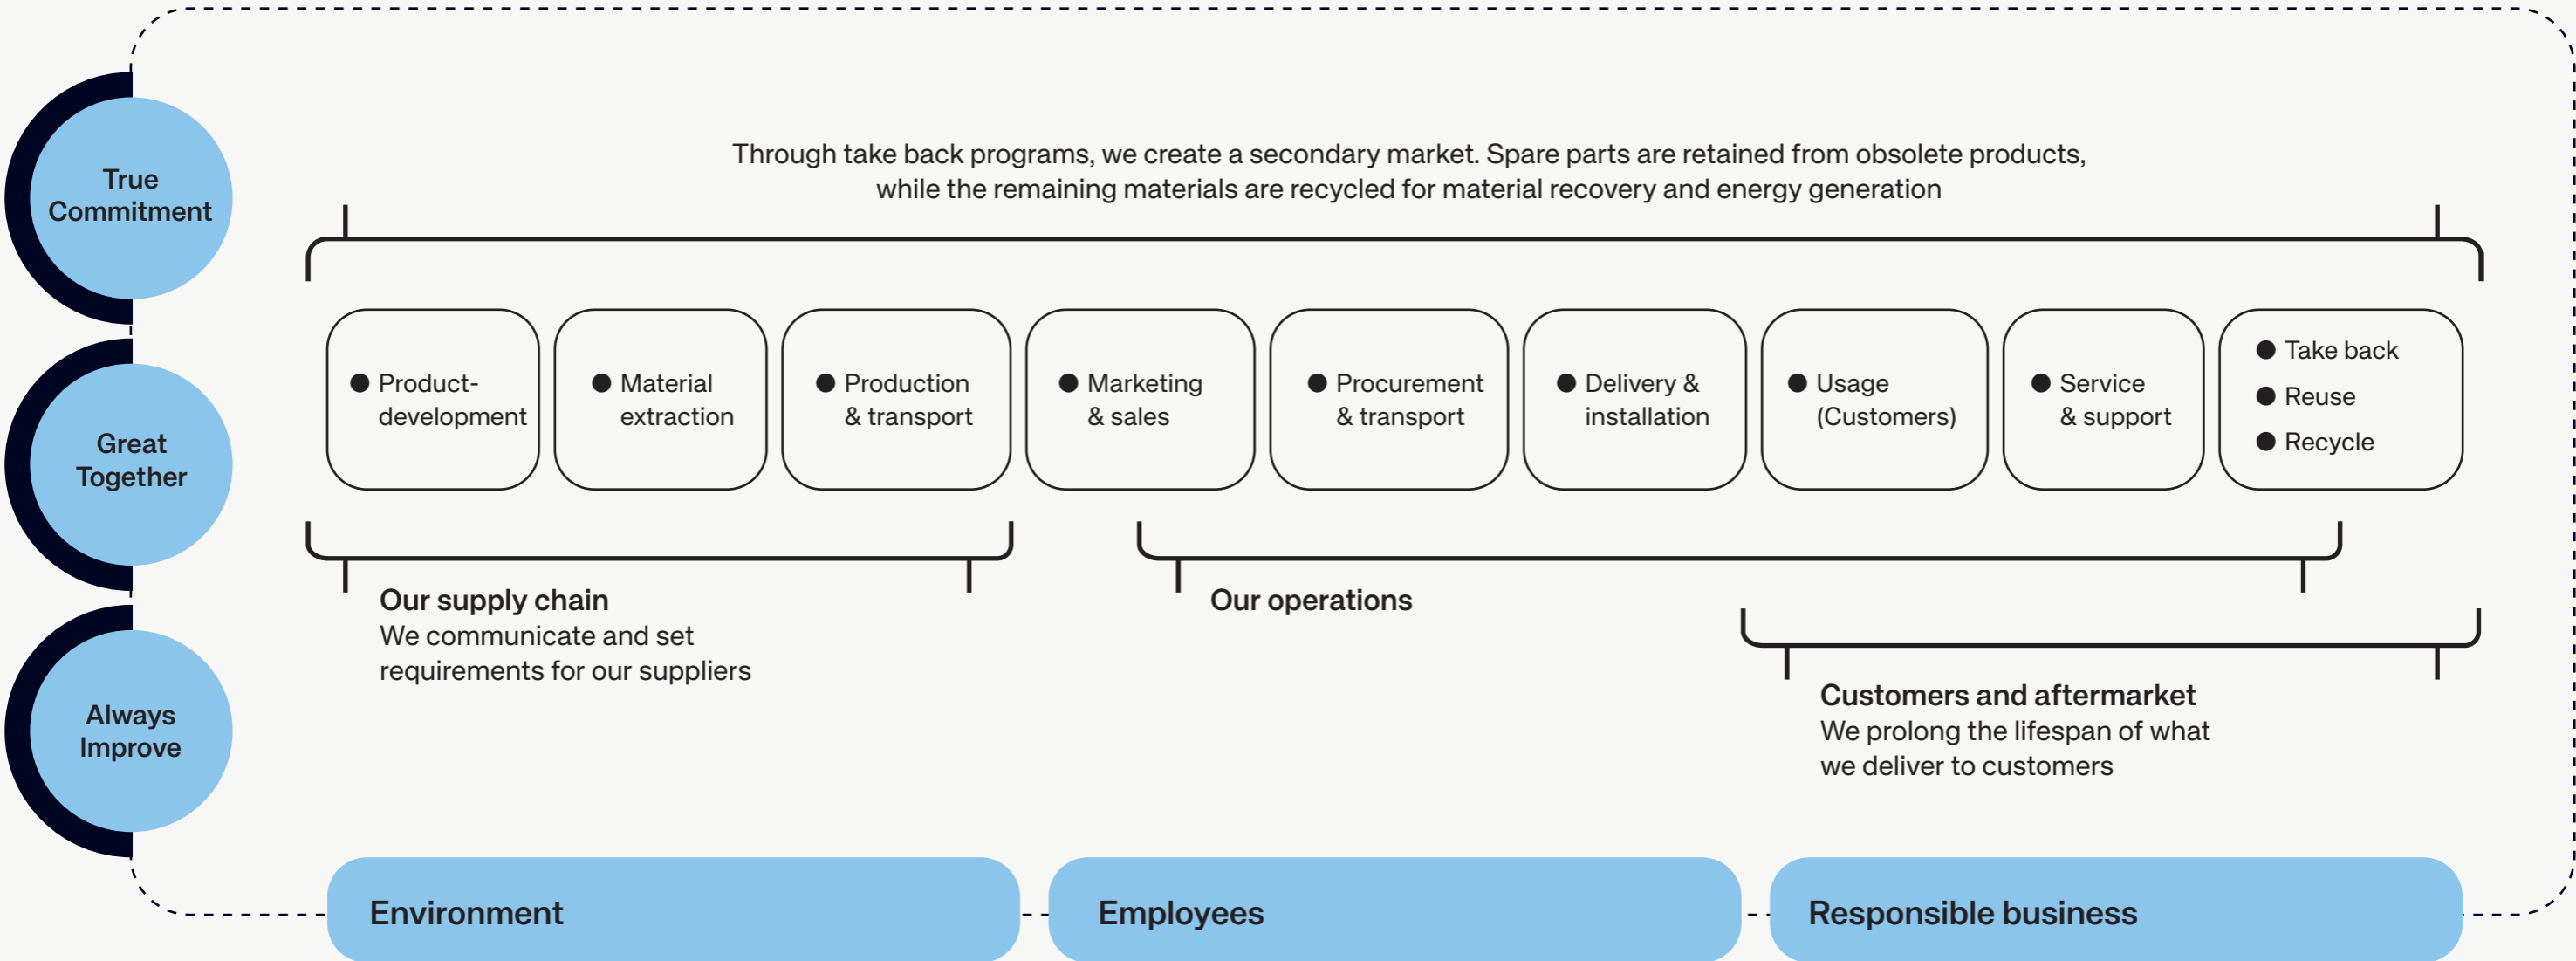 True
Commitment
Great
Together
Always
Improve
Through take back programs, we create a secondary market. Spare parts are retained from obsolete products,
while the remaining materials are recycled for material recovery and energy generation
Product-
development
Material
extraction
Production
& transport
Marketing
& sales
Procurement
& transport
Delivery &
installation
Usage
(Customers)
Service
& support
Take back
Reuse
Recycle
Our supply chain
We communicate and set
requirements for our suppliers
Our operations
Customers and aftermarket
We prolong the lifespan of what
we deliver to customers
Environment
Employees
Responsible business